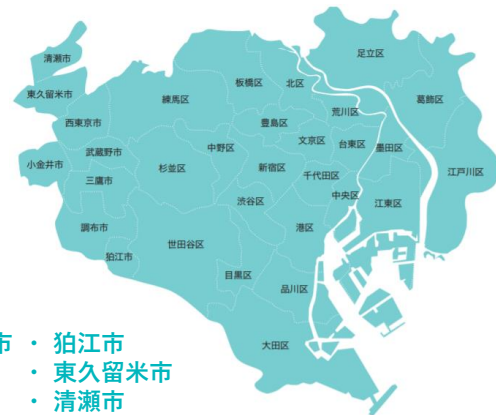 足立区
清瀬市
板橋区
北区
東久留米市
練馬区
葛飾区
荒川区
西東京市
豊島区
文京区
台東区
墨田区
中野区
武蔵野市
小金井市
杉並区
新宿区
千代田区
江戸川区
三鷹市
中央区
渋谷区
江東区
調布市
港区
世田谷区
狛江市
目黒区
品川区
大田区
市 ・ 狛江市
・ 東久留米市
・ 清瀬市